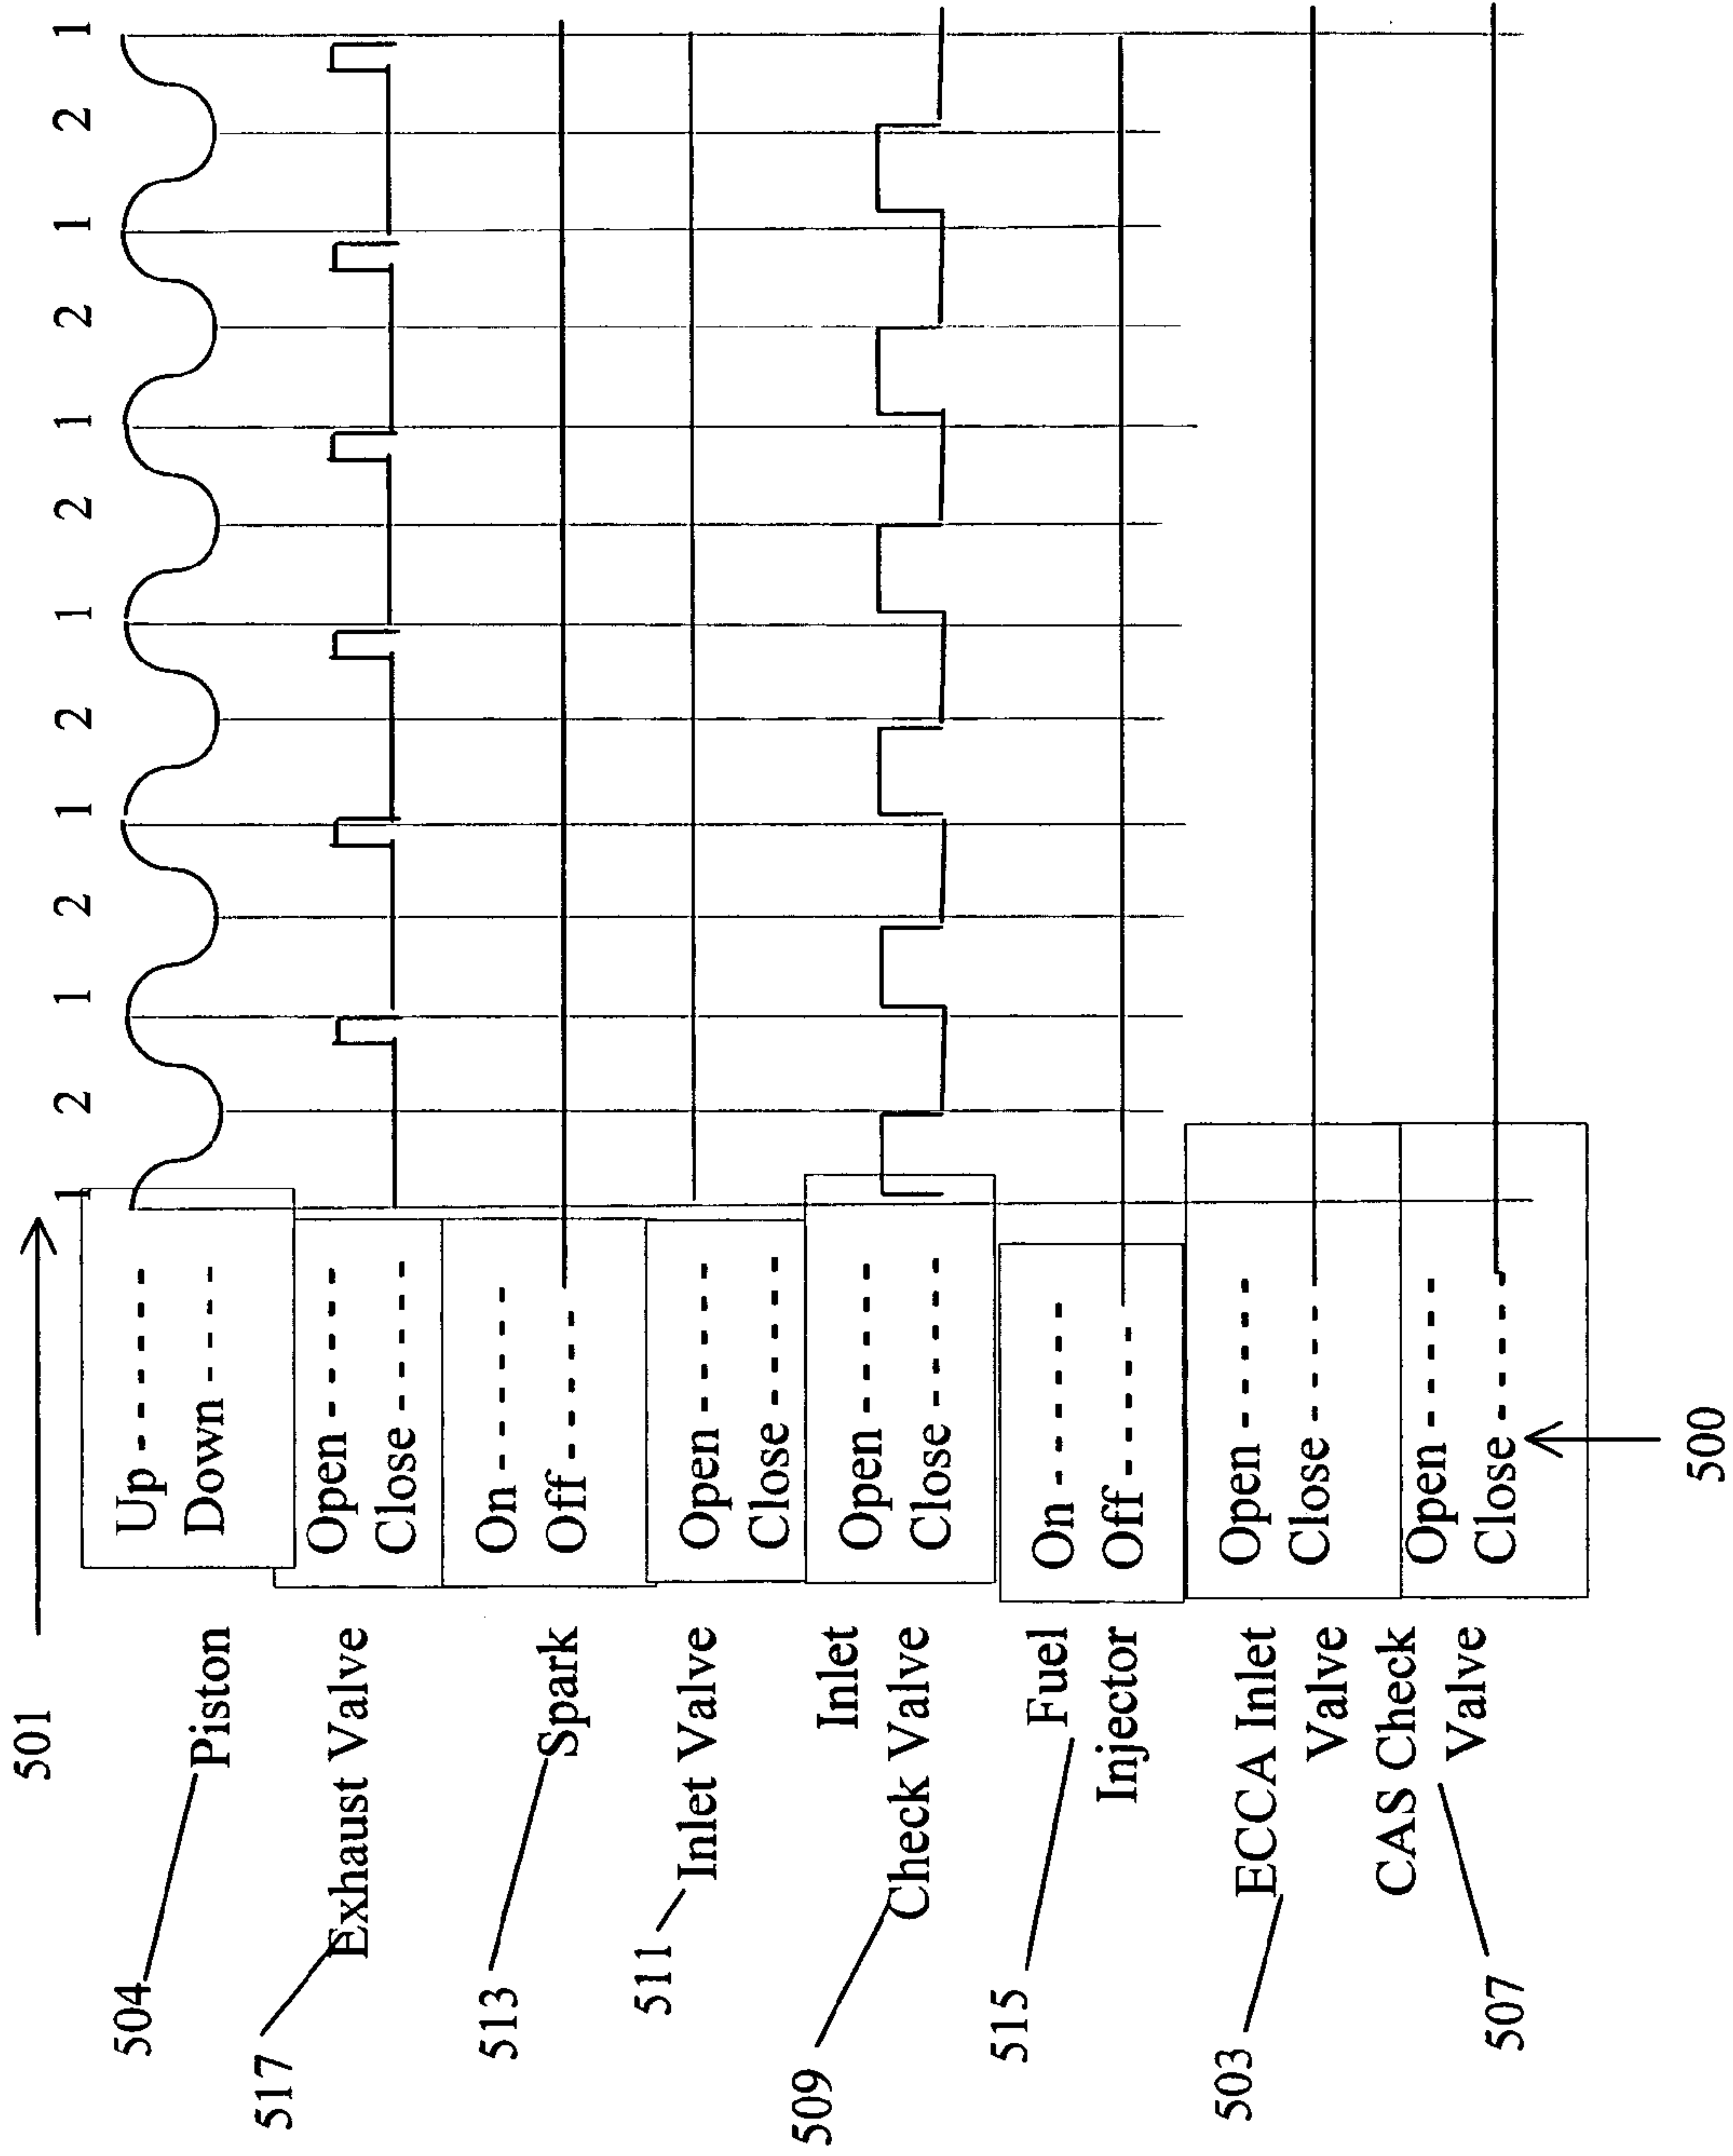 501
1 2 1 2 1 2 1 2 1 2 1 2 1
504 Piston
Up
Down
517 Exhaust Valve
Open
Close
513 Spark
On
Off
511 Inlet Valve
Open
Close
509 Inlet
Check Valve
Open
Close
515 Fuel
Injector
On
Off
503 ECCA Inlet
Valve
Open
Close
507 CAS Check
Valve
Open
Close
500